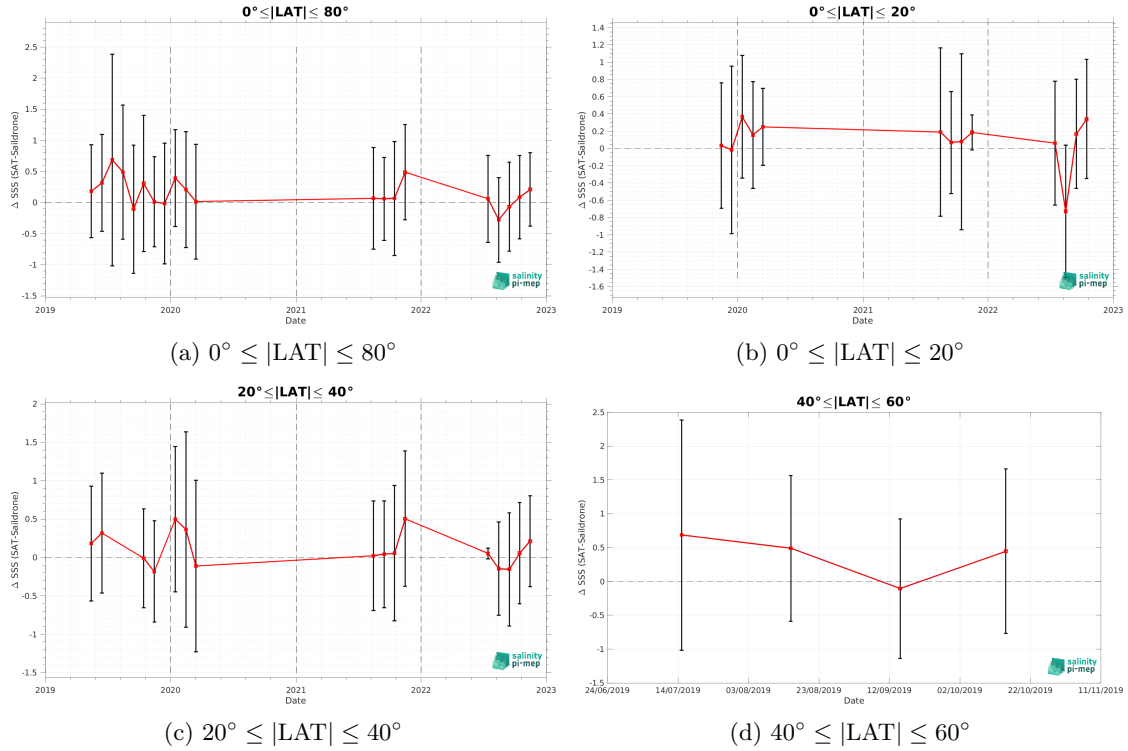 0°≤|LAT|≤ 80°
Δ SSS (SAT-Saildrone)
2.5
2
1.5
1
0.5
0
-0.5
-1
-1.5
2019
2020
2021
2022
2023
Date
salinity
pi-mep
(a) 0° ≤ |LAT| ≤ 80°
0°≤|LAT|≤ 20°
Δ SSS (SAT-Saildrone)
1.4
1.2
1
0.8
0.6
0.4
0.2
0
-0.2
-0.4
-0.6
-0.8
-1
-1.2
-1.4
-1.6
2019
2020
2021
2022
2023
Date
salinity
pi-mep
(b) 0° ≤ |LAT| ≤ 20°
20°≤|LAT|≤ 40°
Δ SSS (SAT-Saildrone)
2
1.5
1
0.5
0
-0.5
-1
-1.5
2019
2020
2021
2022
2023
Date
salinity
pi-mep
(c) 20° ≤ |LAT| ≤ 40°
40°≤|LAT|≤ 60°
Δ SSS (SAT-Saildrone)
2.5
2
1.5
1
0.5
0
-0.5
-1
-1.5
24/06/2019
14/07/2019
03/08/2019
23/08/2019
12/09/2019
02/10/2019
22/10/2019
11/11/2019
Date
salinity
pi-mep
(d) 40° ≤ |LAT| ≤ 60°